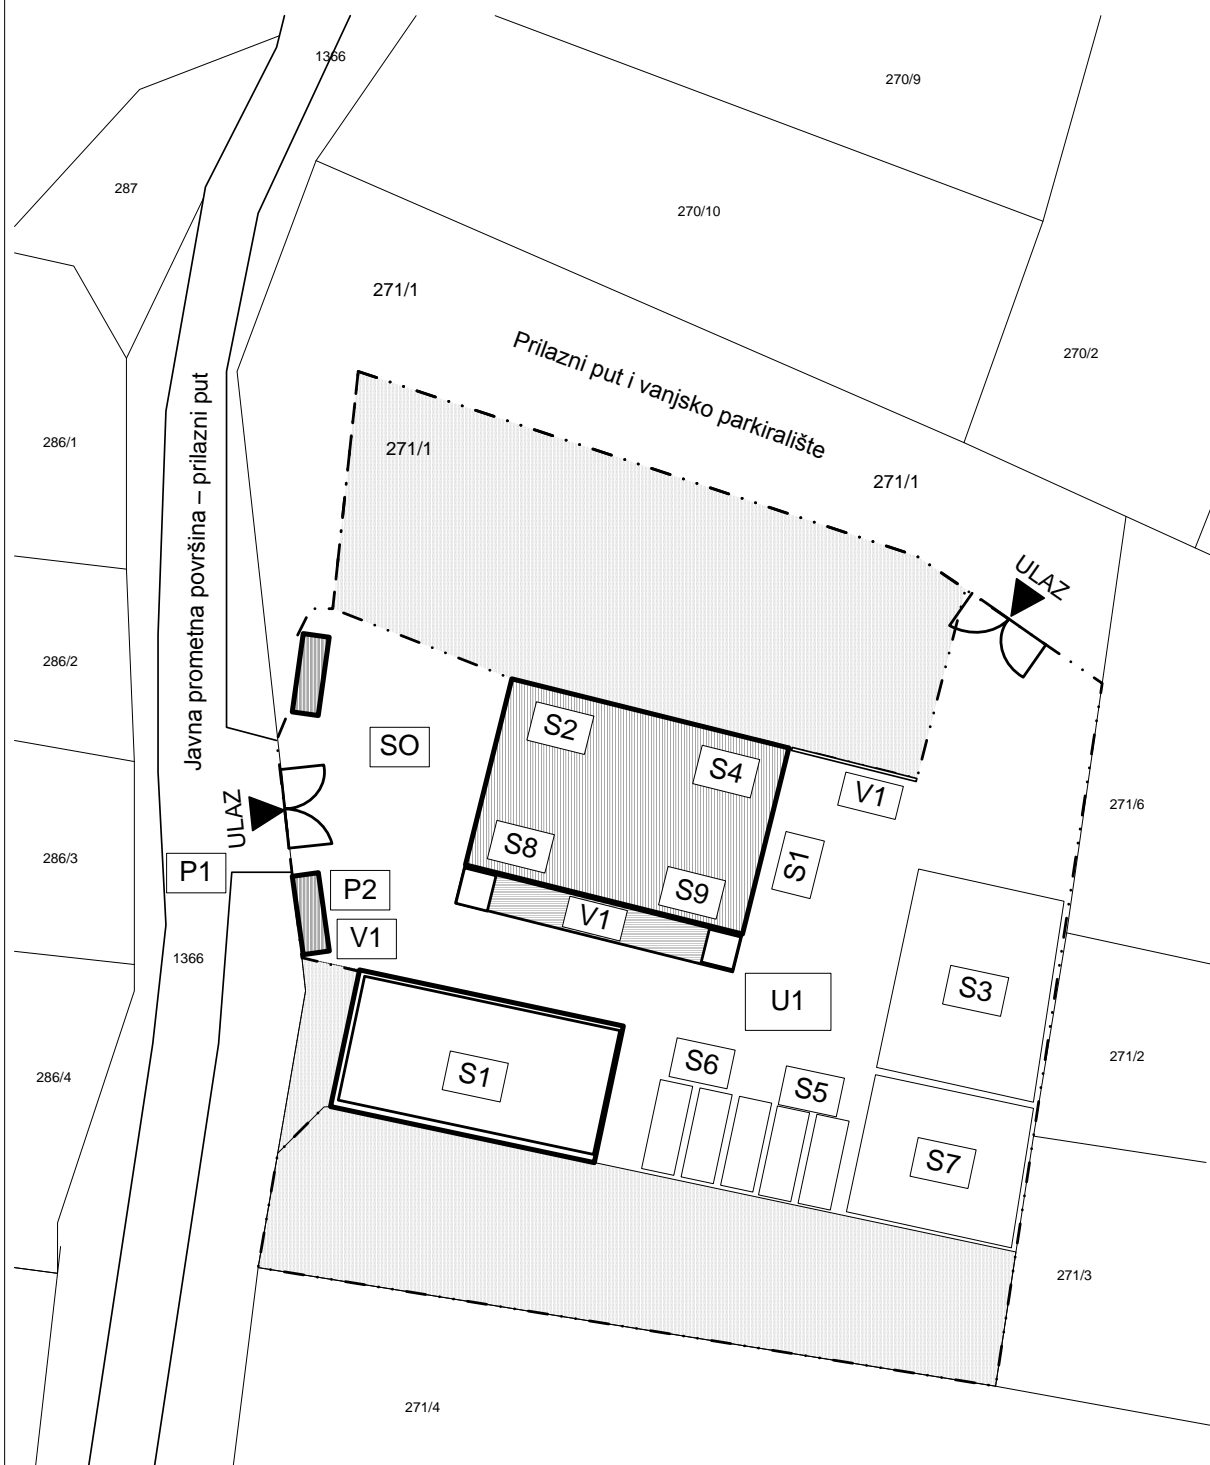 1366
270/9
287
270/10
271/1
Prilazni put i vanjsko parkiralište
270/2
Javna prometna površina – prilazni put
286/1
271/1
271/1
ULAZ
286/2
SO
S2
S4
V1
ULAZ
271/6
S8
S1
286/3
P1
P2
S9
V1
V1
1366
S3
U1
S6
271/2
S1
S5
286/4
S7
271/3
271/4